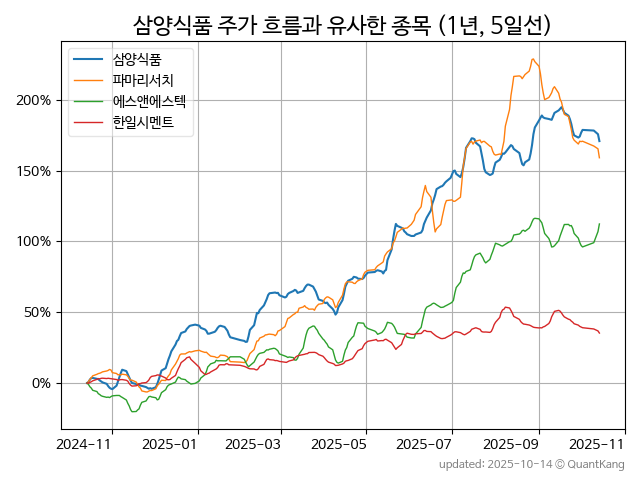 삼양식품 주가 흐름과 유사한 종목 (1년, 5일선)
삼양식품
파마리서치
에스앤에스텍
한일시멘트
200%
150%
100%
50%
0%
2024-11 2025-01 2025-03 2025-05 2025-07 2025-09 2025-11
updated: 2025-10-14 © QuantKang